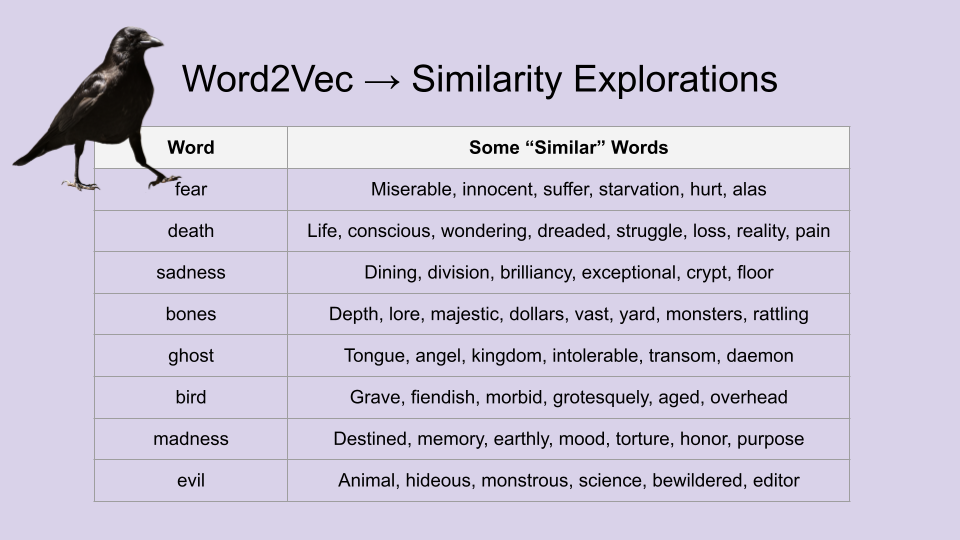 Word2Vec → Similarity Explorations
Word Some “Similar” Words
fear Miserable, innocent, suffer, starvation, hurt, alas
death Life, conscious, wondering, dreaded, struggle, loss, reality, pain
sadness Dining, division, brilliancy, exceptional, crypt, floor
bones Depth, lore, majestic, dollars, vast, yard, monsters, rattling
ghost Tongue, angel, kingdom, intolerable, transom, daemon
bird Grave, fiendish, morbid, grotesquely, aged, overhead
madness Destined, memory, earthly, mood, torture, honor, purpose
evil Animal, hideous, monstrous, science, bewildered, editor